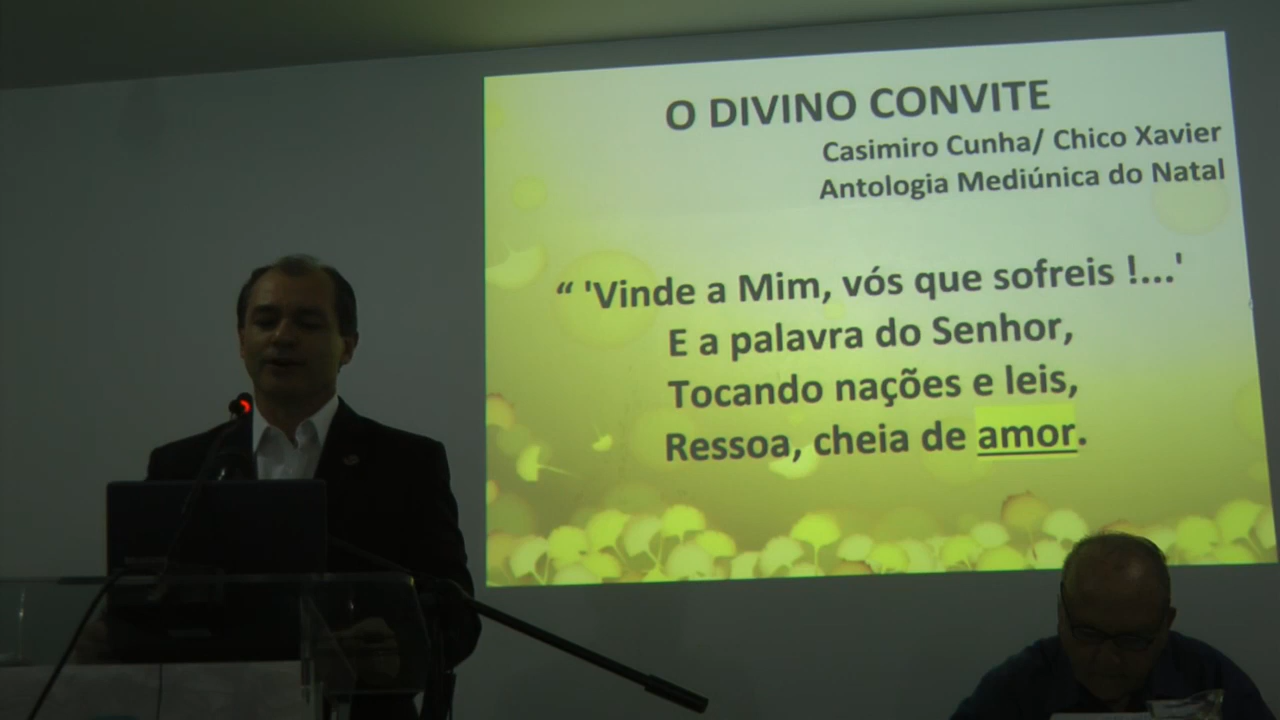 O DIVINO CONVITE
Casimiro Cunha/ Chico Xavier
Antologia Mediúnica do Natal
“ 'Vinde a Mim, vós que sofreis !...'
E a palavra do Senhor,
Tocando nações e leis,
Ressoa, cheia de amor.